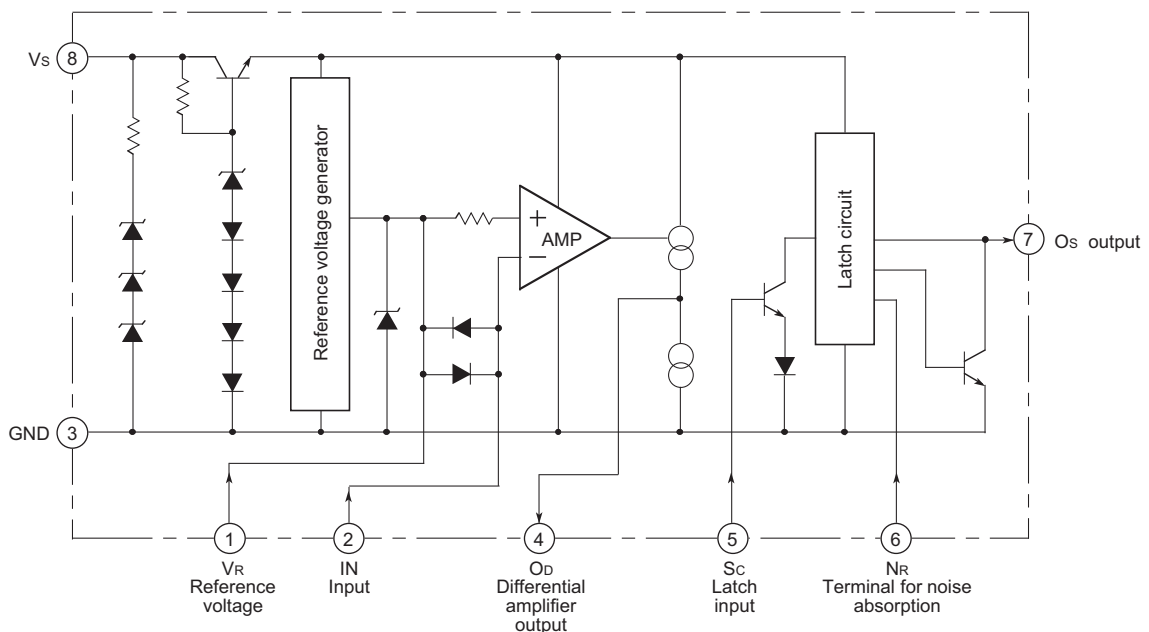 Vs 8
Reference voltage generator
+
AMP
−
Latch circuit
7 Os output
GND 3
1
VR
Reference
voltage
2
IN
Input
4
OD
Differential
amplifier
output
5
SC
Latch
input
6
NR
Terminal for noise
absorption